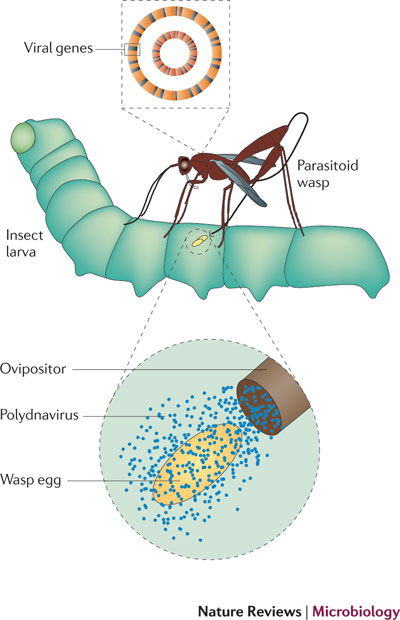 Viral genes
Parasitoid
wasp
Insect
larva
Ovipositor
Polydnavirus
Wasp egg
Nature Reviews | Microbiology